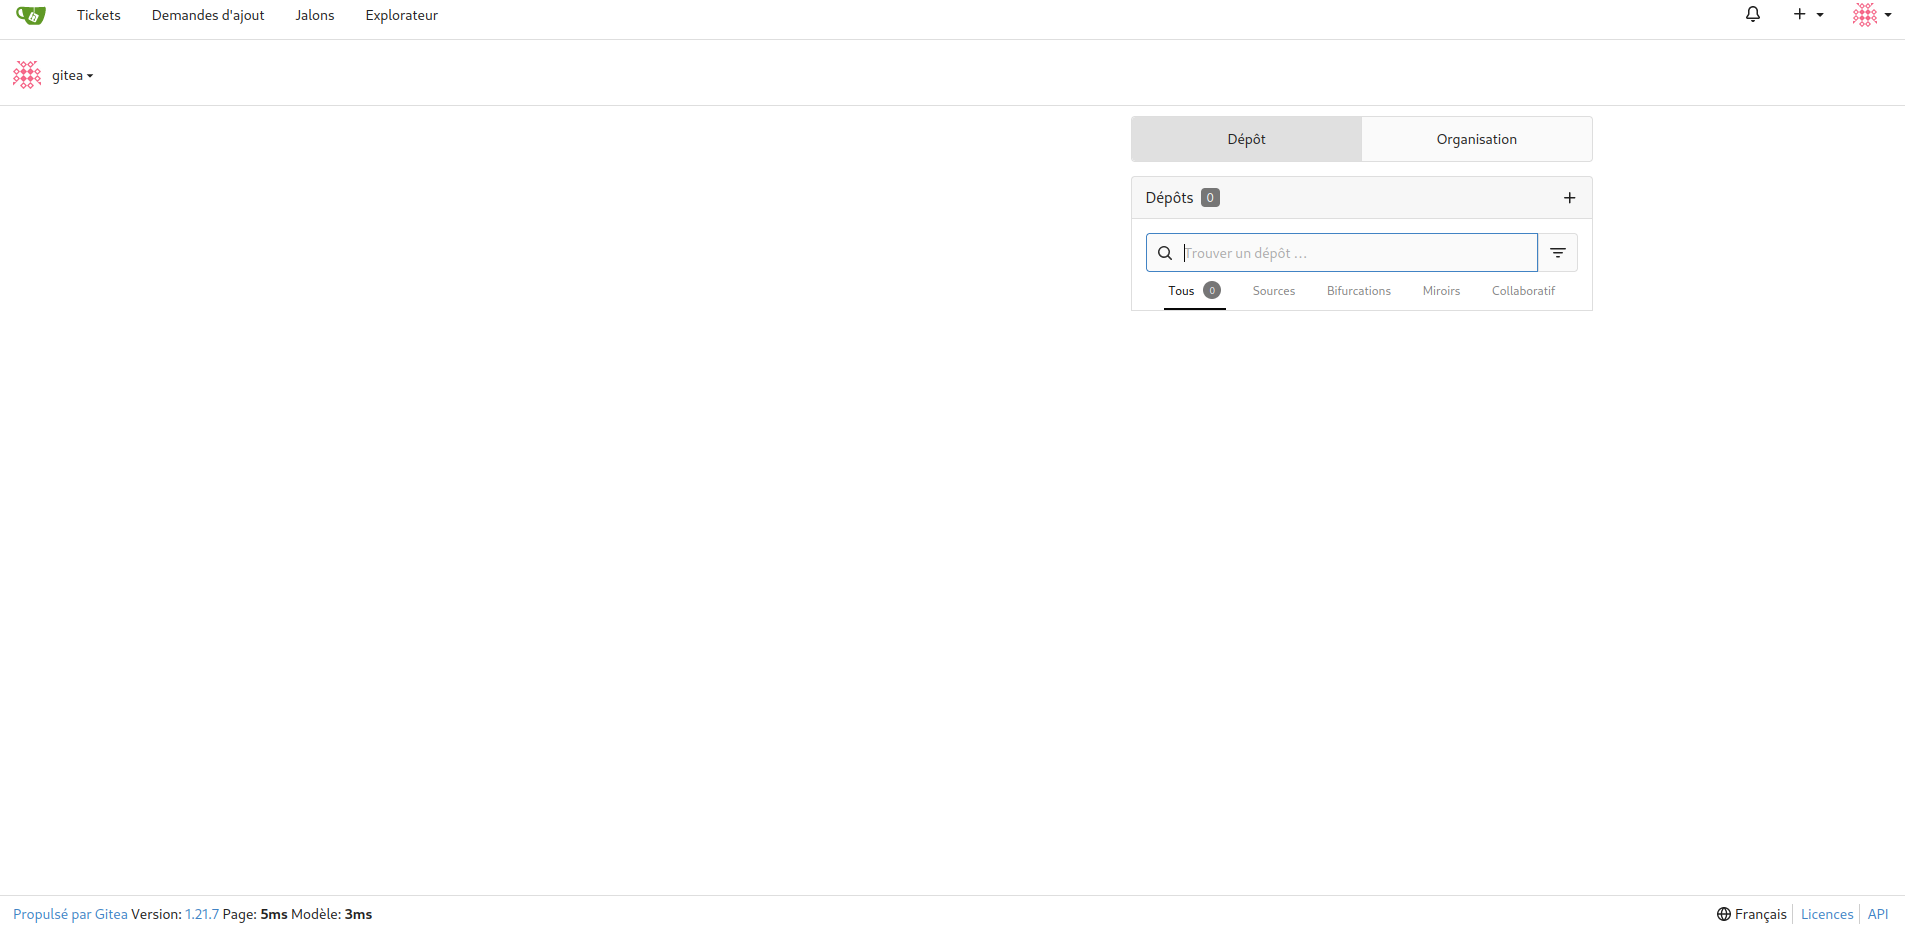 Tickets Demandes d'ajout Jalons Explorateur
gitea
Dépôt Organisation
Dépôts 0
Trouver un dépôt ...
Tous 0 Sources Bifurcations Miroirs Collaboratif
Propulsé par Gitea Version: 1.21.7 Page: 5ms Modèle: 3ms Français Licences API